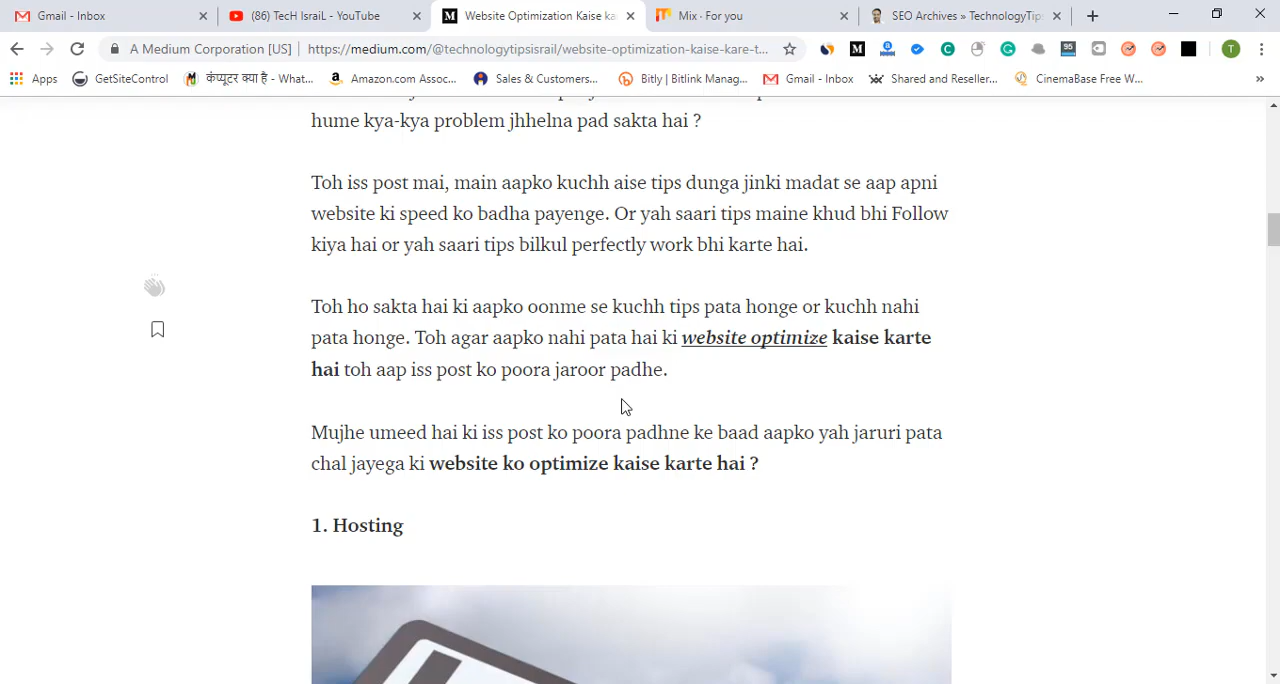 Gmail - Inbox
(86) TecH IsraiL - YouTube
Website Optimization Kaise ka
Mix · For you
SEO Archives » TechnologyTip
A Medium Corporation [US]
https://medium.com/@technologytipsisrail/website-optimization-kaise-kare-t...
Apps
GetSiteControl
कंप्यूटर क्या है - What...
Amazon.com Assoc...
Sales & Customers...
Bitly | Bitlink Manag...
Gmail - Inbox
Shared and Reseller...
CinemaBase Free W...
hume kya-kya problem jhhelna pad sakta hai ?
Toh iss post mai, main aapko kuchh aise tips dunga jinki madat se aap apni
website ki speed ko badha payenge. Or yah saari tips maine khud bhi Follow
kiya hai or yah saari tips bilkul perfectly work bhi karte hai.
Toh ho sakta hai ki aapko oonme se kuchh tips pata honge or kuchh nahi
pata honge. Toh agar aapko nahi pata hai ki website optimize kaise karte
hai toh aap iss post ko poora jaroor padhe.
Mujhe umeed hai ki iss post ko poora padhne ke baad aapko yah jaruri pata
chal jayega ki website ko optimize kaise karte hai ?
1. Hosting